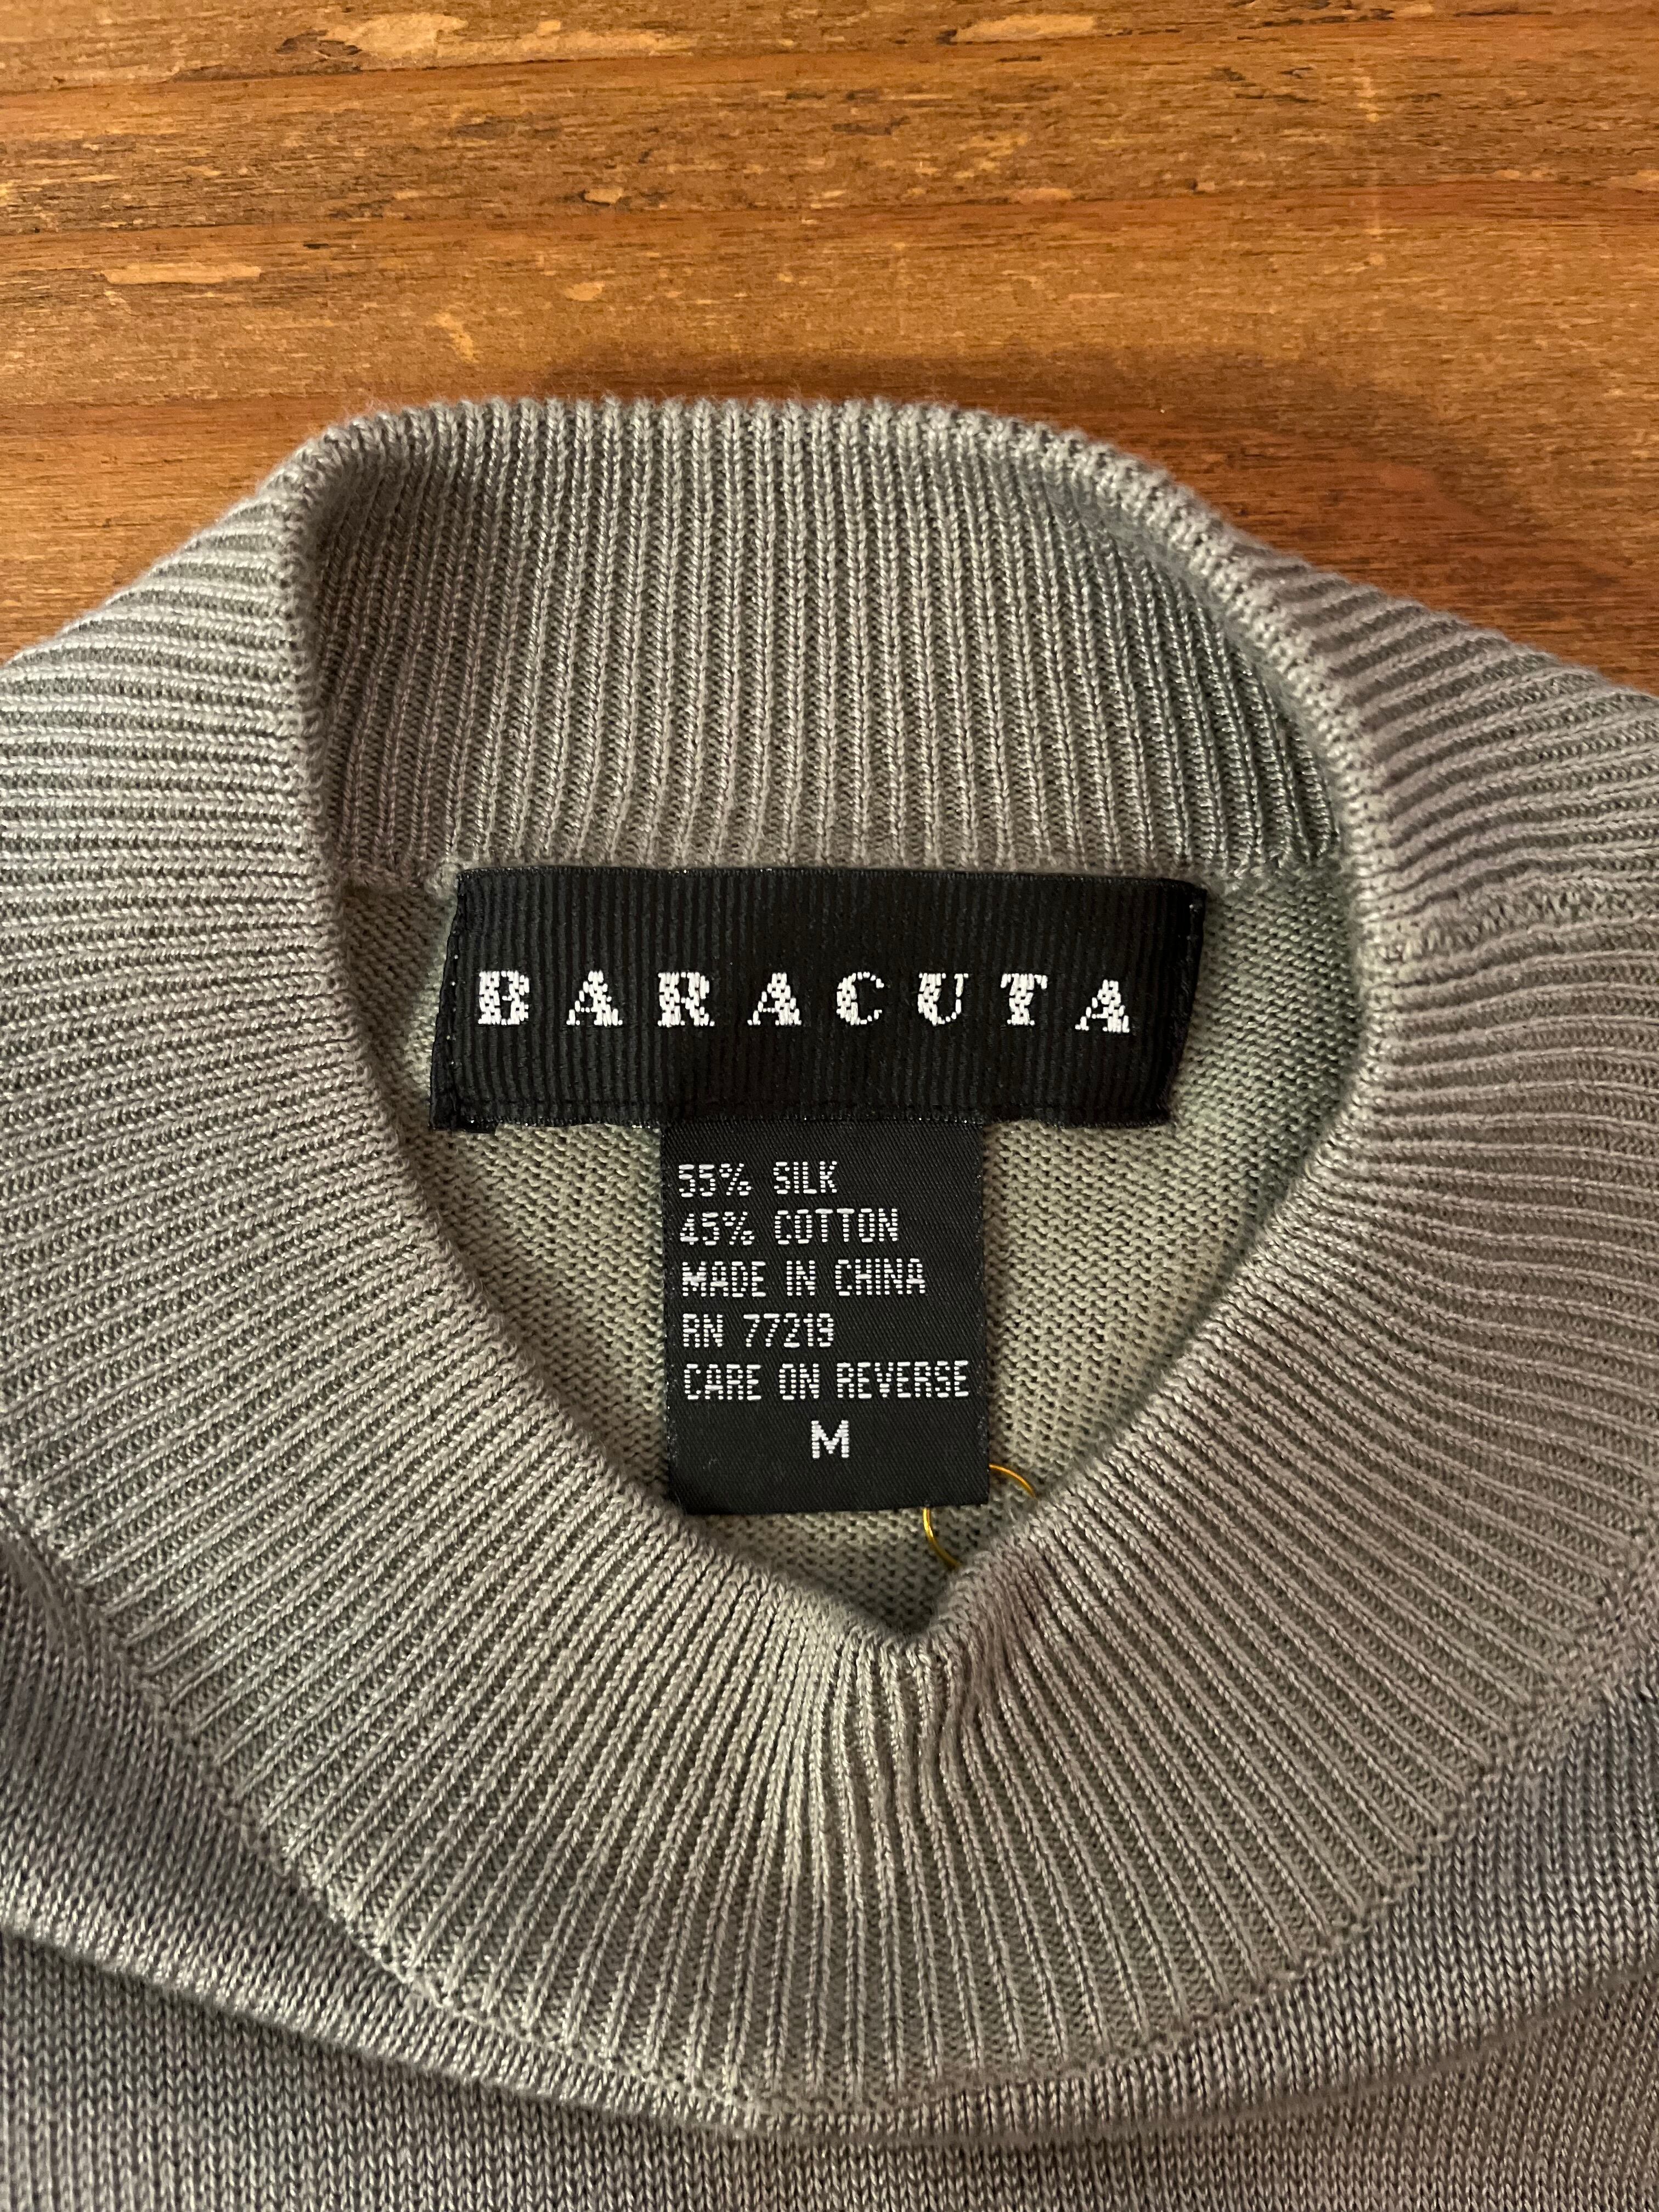 BARACUTA
55% SILK
45% COTTON
MADE IN CHINA
RN 77219
CARE ON REVERSE
M